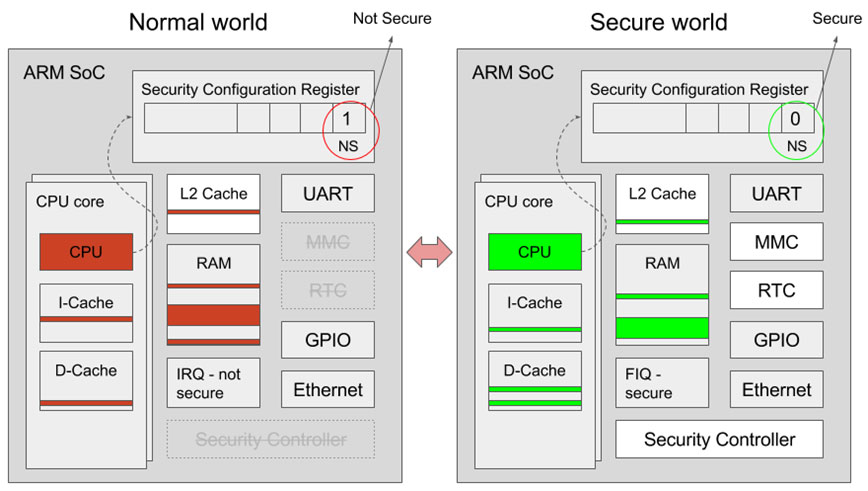 Normal world
Not Secure
ARM SoC
Security Configuration Register
1
NS
CPU core
CPU
I-Cache
D-Cache
L2 Cache
RAM
IRQ - not
secure
UART
MMC
RTC
GPIO
Ethernet
Security Controller
Secure world
Secure
ARM SoC
Security Configuration Register
0
NS
CPU core
CPU
I-Cache
D-Cache
L2 Cache
RAM
FIQ -
secure
UART
MMC
RTC
GPIO
Ethernet
Security Controller